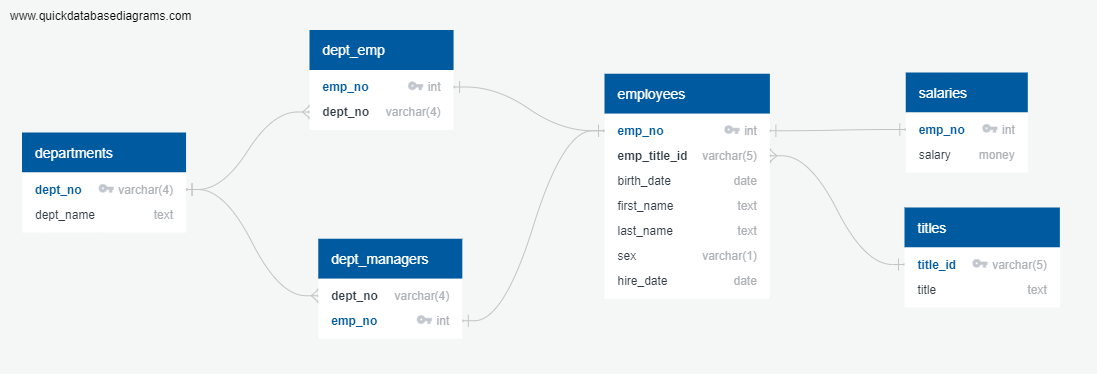 www.quickdatabasediagrams.com
departments
dept_no varchar(4)
dept_name text
dept_emp
emp_no int
dept_no varchar(4)
dept_managers
dept_no varchar(4)
emp_no int
employees
emp_no int
emp_title_id varchar(5)
birth_date date
first_name text
last_name text
sex varchar(1)
hire_date date
salaries
emp_no int
salary money
titles
title_id varchar(5)
title text